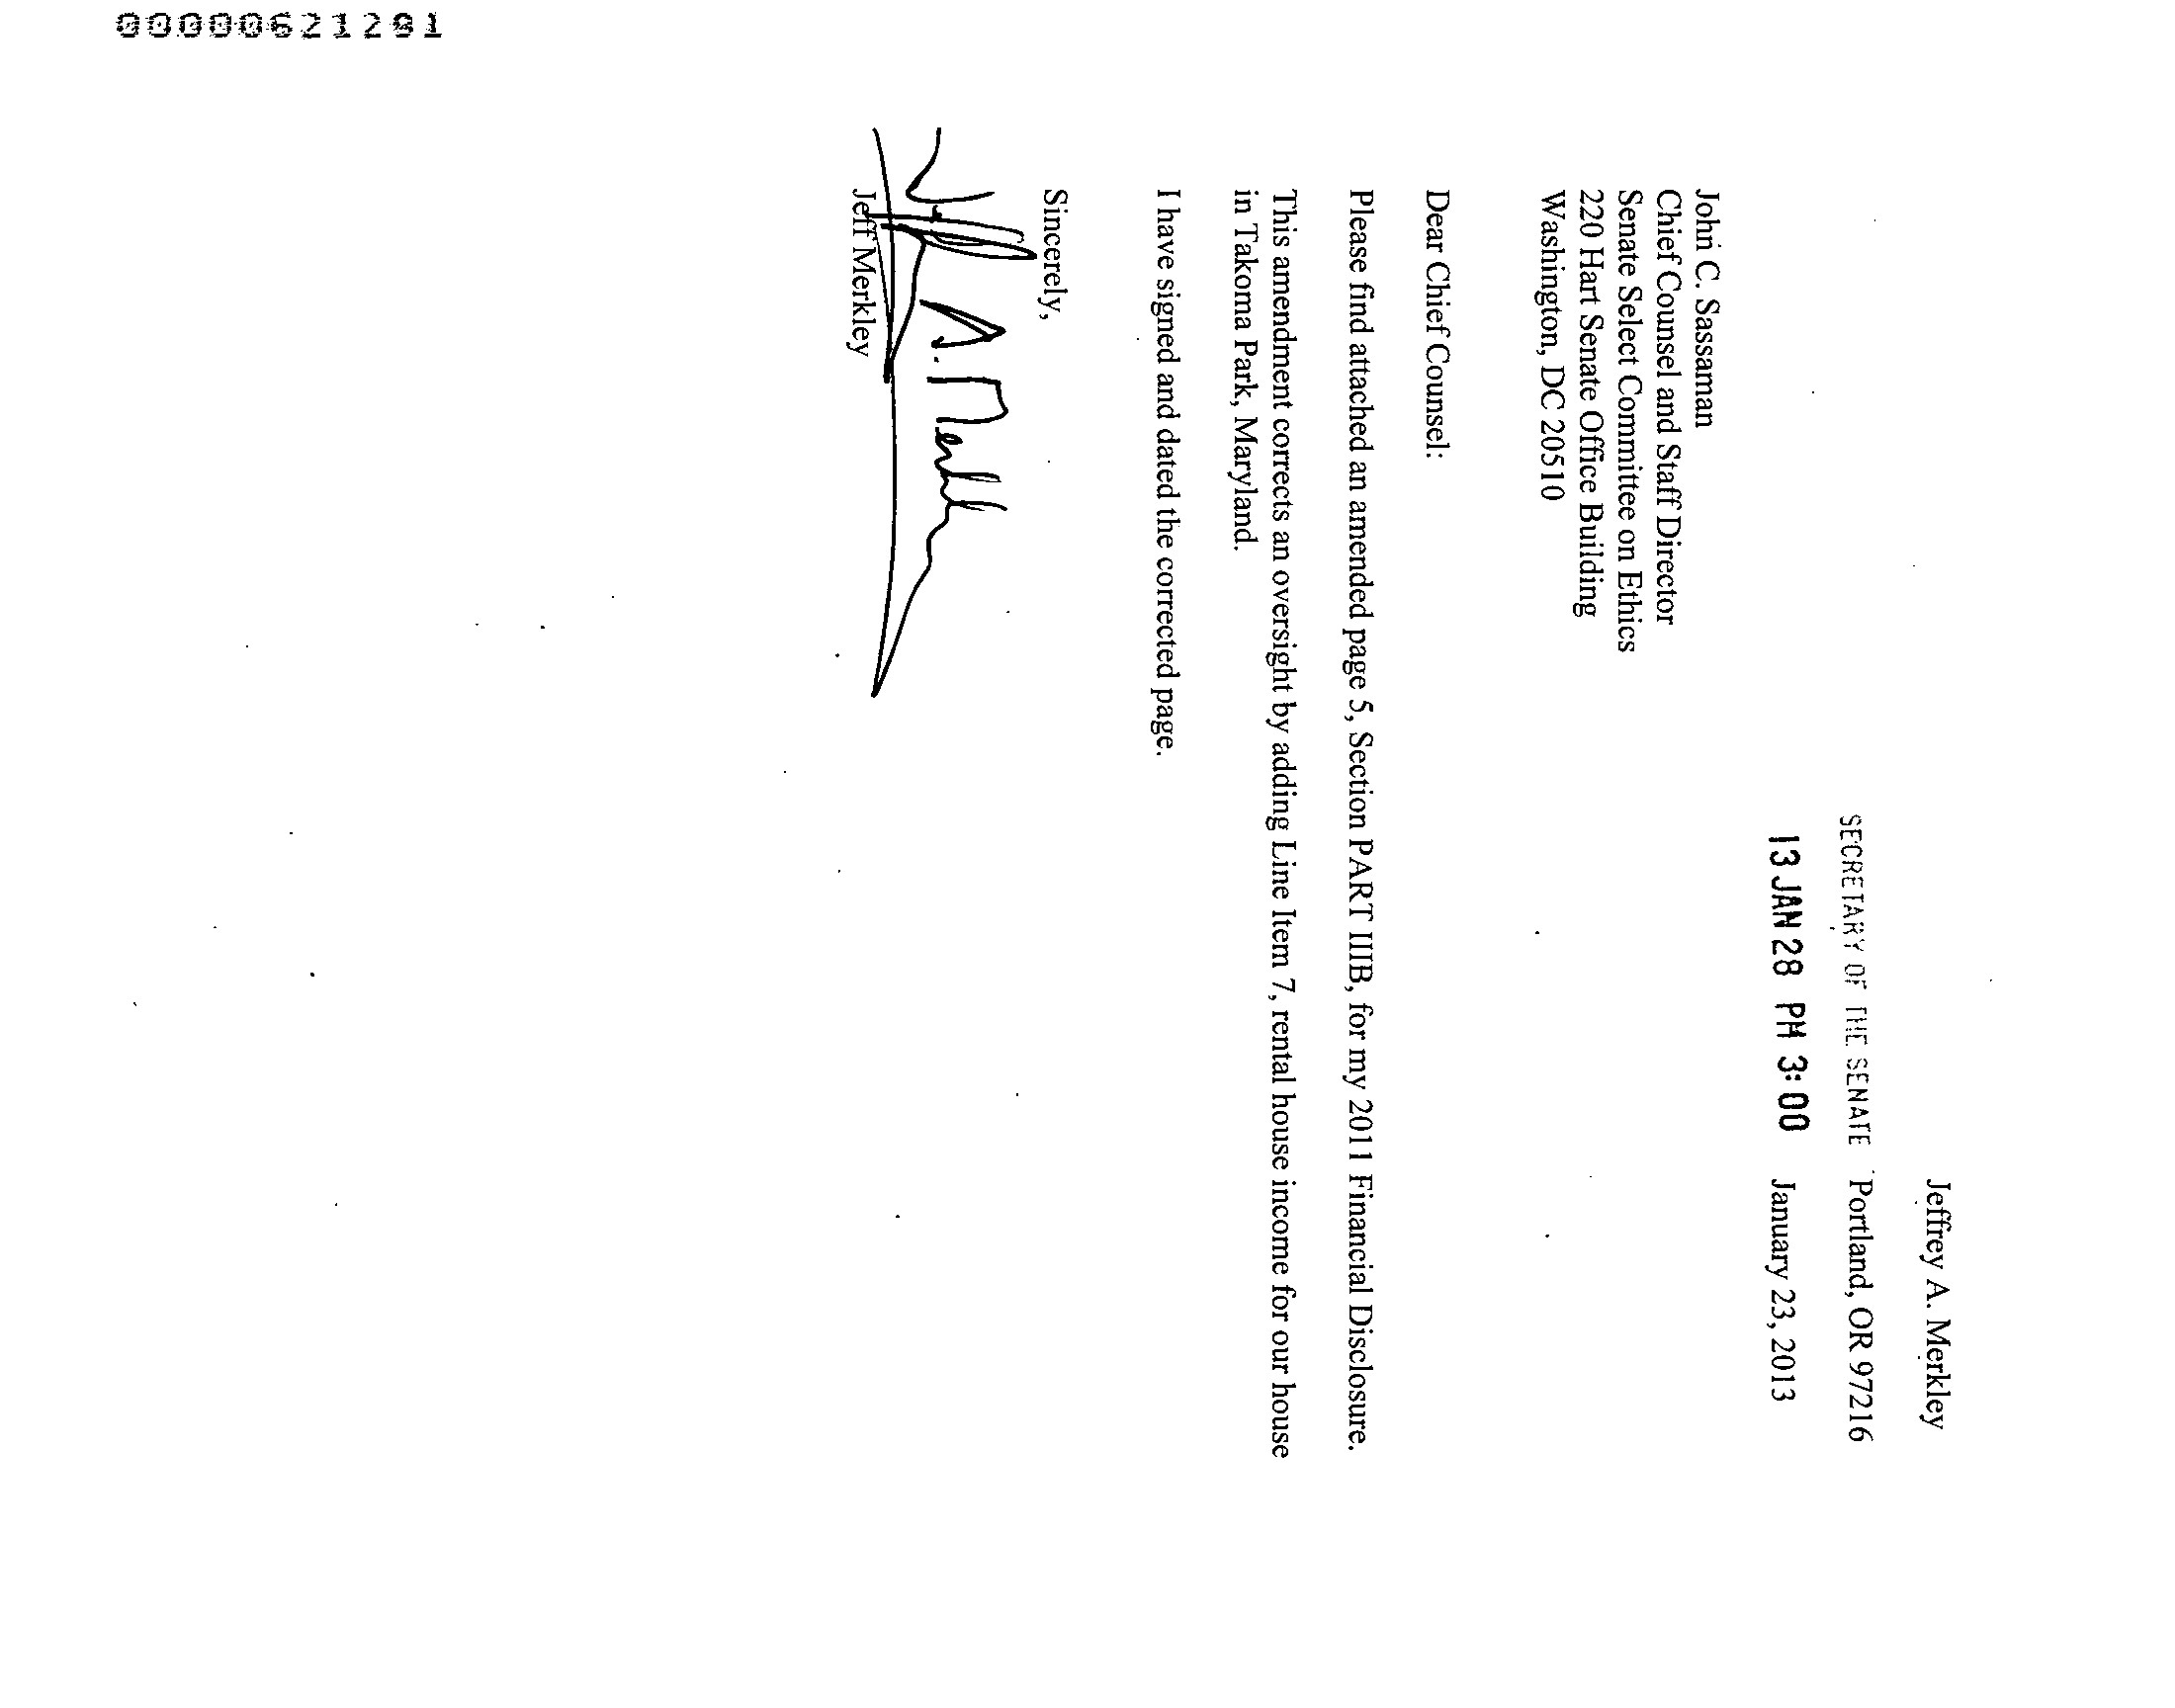 00000621291
Jeffrey A. Merkley
SECRETARY OF THE SENATE Portland, OR 97216
13 JAN 28 PM 3:00 January 23, 2013
John C. Sassaman
Chief Counsel and Staff Director
Senate Select Committee on Ethics
220 Hart Senate Office Building
Washington, DC 20510
Dear Chief Counsel:
Please find attached an amended page 5, Section PART IIIB, for my 2011 Financial Disclosure.
This amendment corrects an oversight by adding Line Item 7, rental house income for our house
in Takoma Park, Maryland.
I have signed and dated the corrected page.
Sincerely,
Jeff A. Merkley
Jeff Merkley